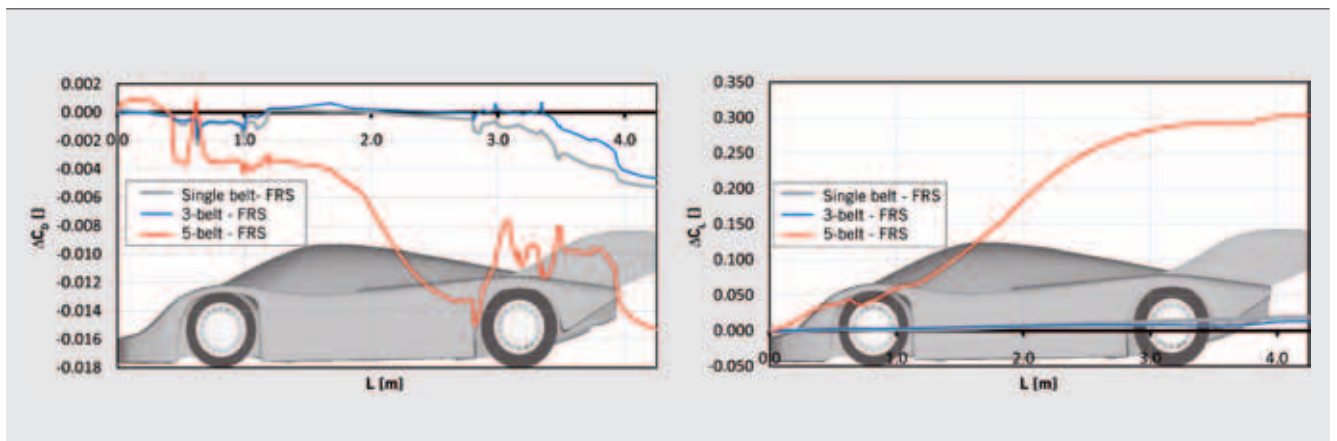 0.002
0.000
-0.002
-0.004
-0.006
-0.008
-0.010
-0.012
-0.014
-0.016
-0.018
ΔC_D []
0.0 1.0 2.0 3.0 4.0
Single belt- FRS
3-belt - FRS
5-belt - FRS
L [m]
0.350
0.300
0.250
0.200
0.150
0.100
0.050
0.000
-0.050
ΔC_L []
Single belt - FRS
3-belt - FRS
5-belt - FRS
0.0 1.0 2.0 3.0 4.0
L [m]